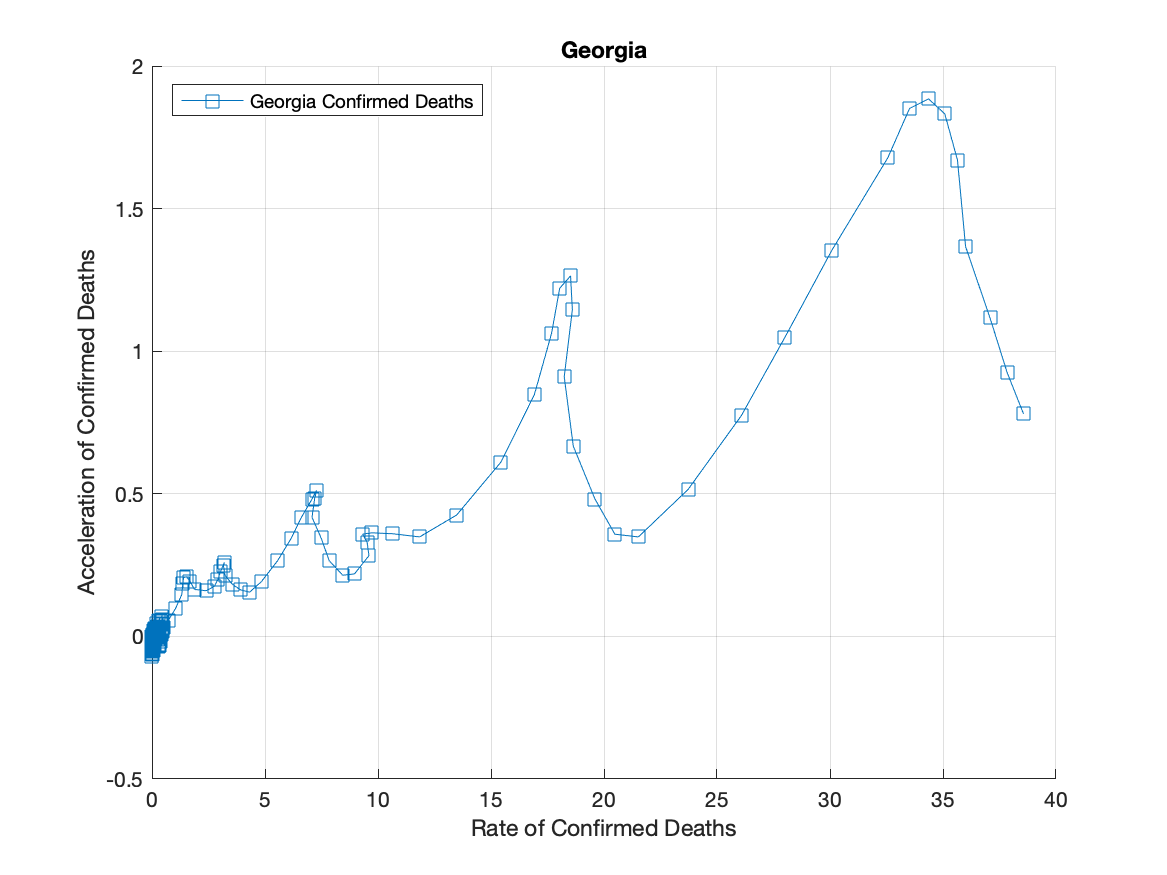 Georgia
Georgia Confirmed Deaths
Acceleration of Confirmed Deaths
2
1.5
1
0.5
0
-0.5
0 5 10 15 20 25 30 35 40
Rate of Confirmed Deaths